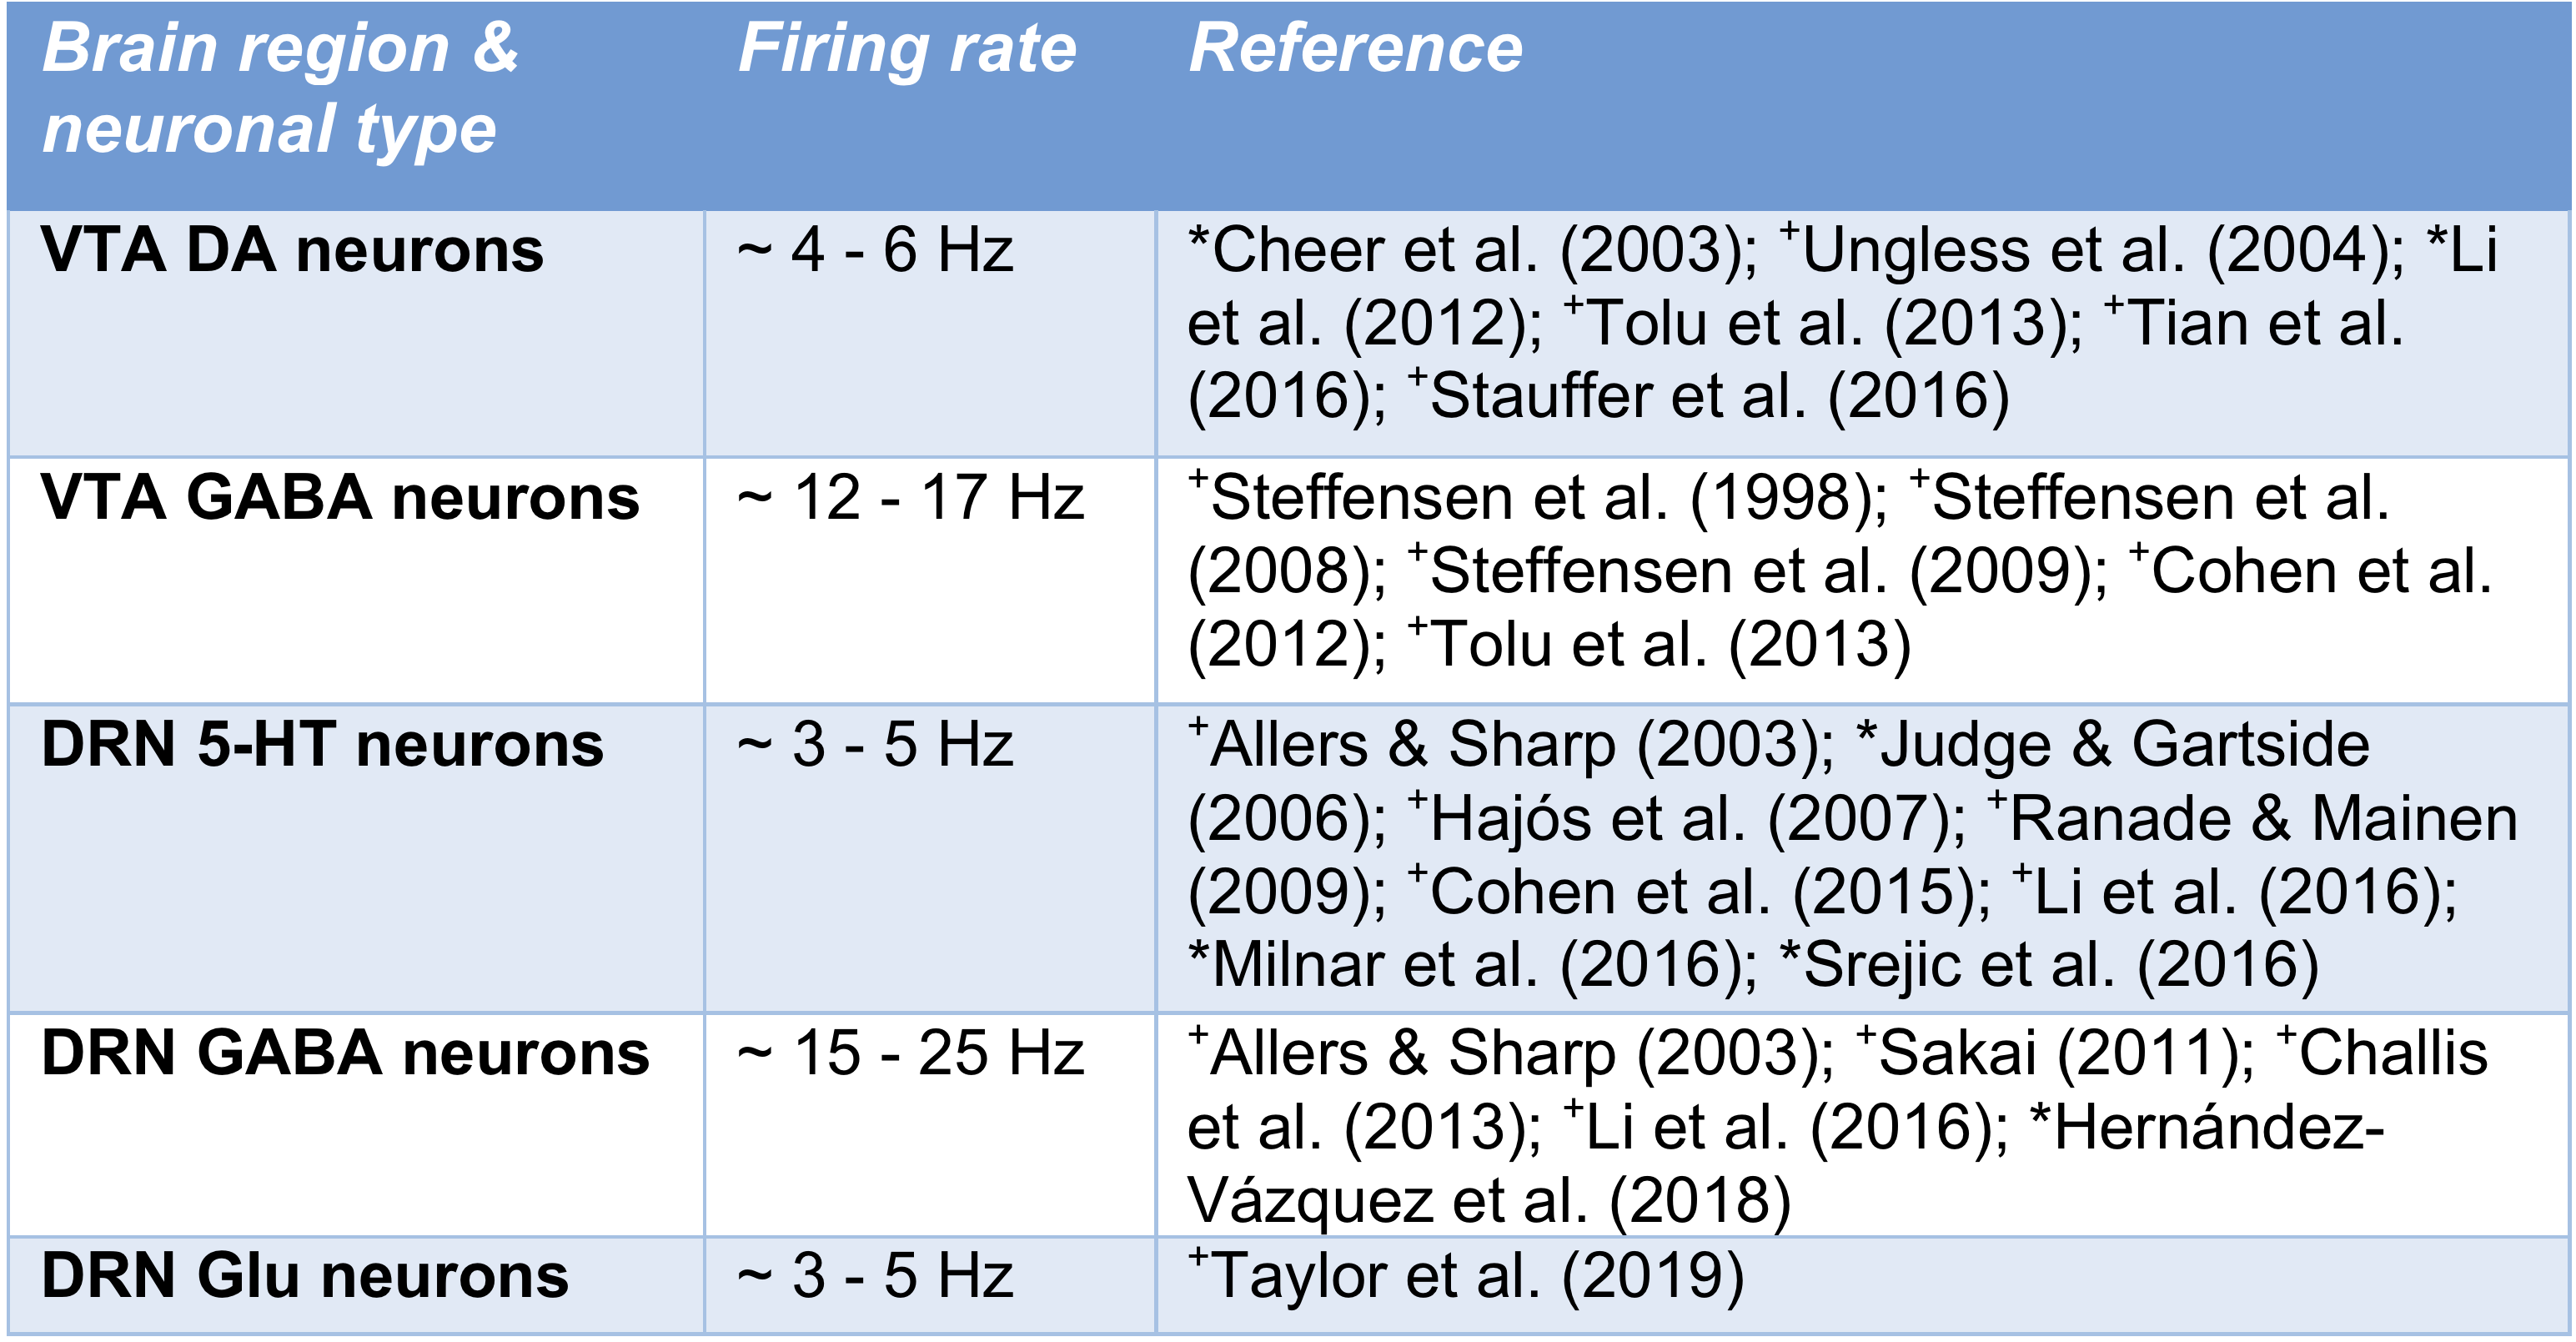 Brain region & Firing rate Reference
neuronal type
VTA DA neurons ~ 4 - 6 Hz *Cheer et al. (2003); +Ungless et al. (2004); *Li
et al. (2012); +Tolu et al. (2013); +Tian et al.
(2016); +Stauffer et al. (2016)
VTA GABA neurons ~ 12 - 17 Hz +Steffensen et al. (1998); +Steffensen et al.
(2008); +Steffensen et al. (2009); +Cohen et al.
(2012); +Tolu et al. (2013)
DRN 5-HT neurons ~ 3 - 5 Hz +Allers & Sharp (2003); *Judge & Gartside
(2006); +Hajós et al. (2007); +Ranade & Mainen
(2009); +Cohen et al. (2015); +Li et al. (2016);
*Milnar et al. (2016); *Srejic et al. (2016)
DRN GABA neurons ~ 15 - 25 Hz +Allers & Sharp (2003); +Sakai (2011); +Challis
et al. (2013); +Li et al. (2016); *Hernández-
Vázquez et al. (2018)
DRN Glu neurons ~ 3 - 5 Hz +Taylor et al. (2019)